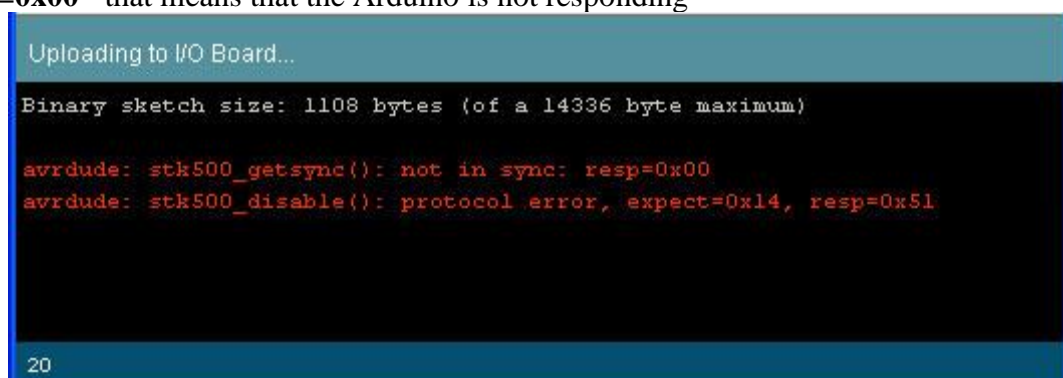 =0x00" that means that the Arduino is not responding
Uploading to I/O Board...
Binary sketch size: 1108 bytes (of a 14336 byte maximum)
avrdude: stk500_getsync(): not in sync: resp=0x00
avrdude: stk500_disable(): protocol error, expect=0x14, resp=0x51
20